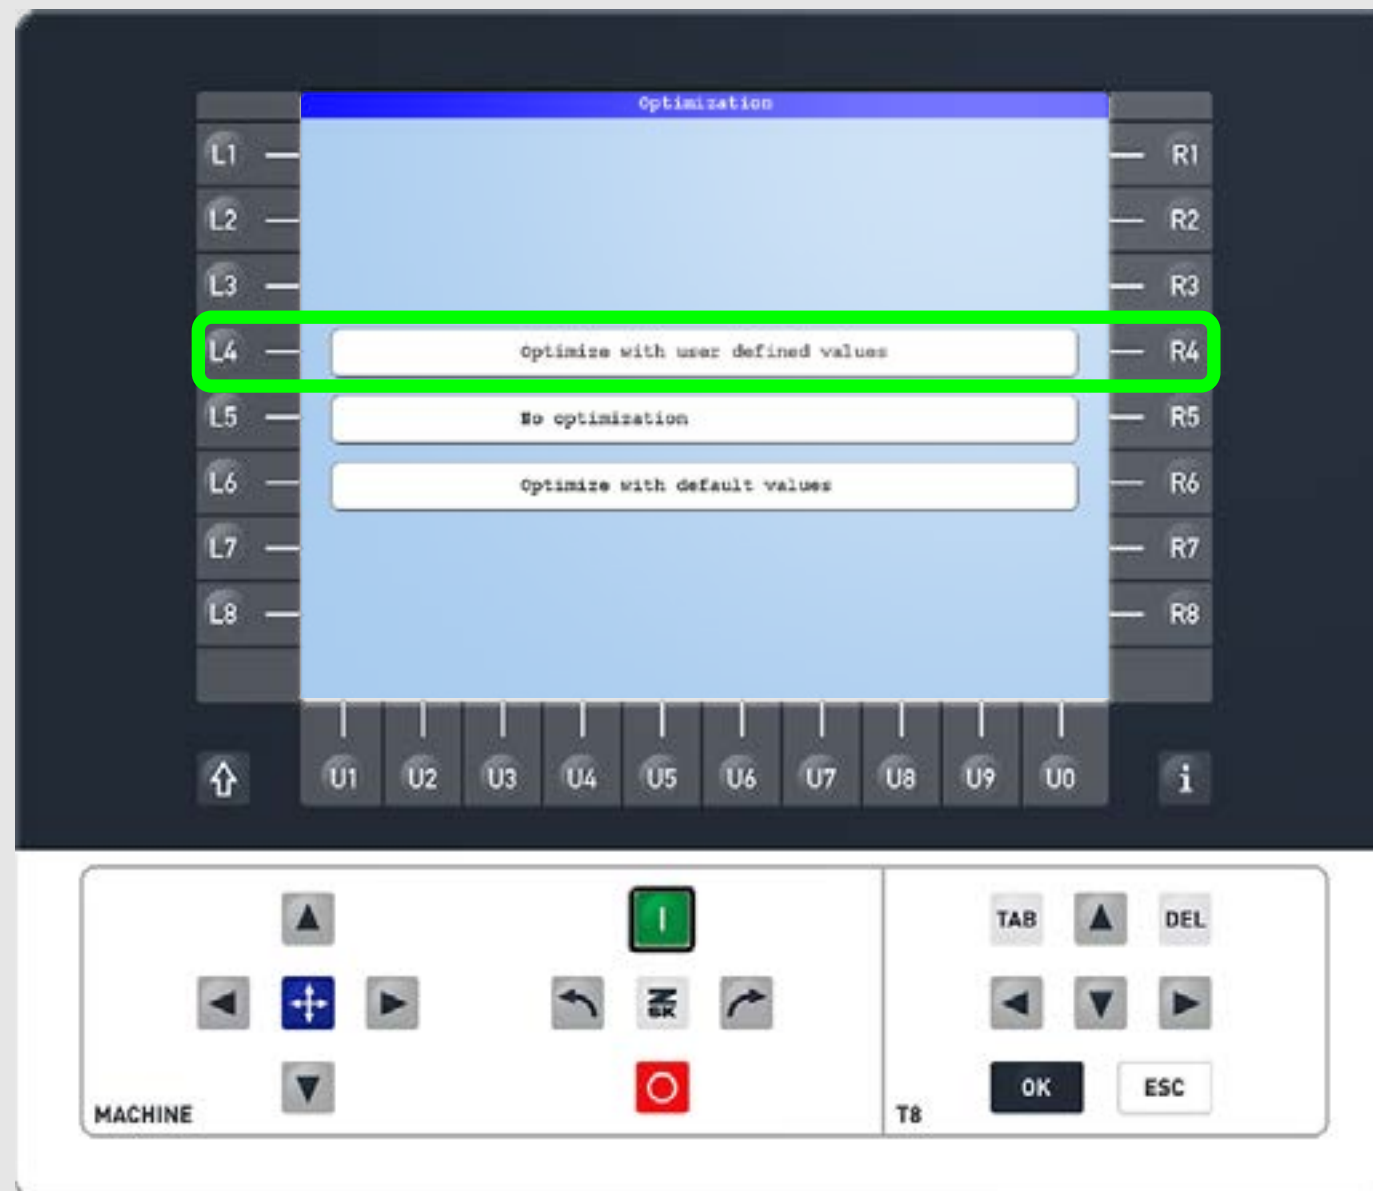 Optimization
L1 R1
L2 R2
L3 R3
L4 Optimize with user defined values R4
L5 No optimization R5
L6 Optimize with default values R6
L7 R7
L8 R8
U1 U2 U3 U4 U5 U6 U7 U8 U9 U0 i
I TAB DEL
ZSK
OK ESC
MACHINE T8